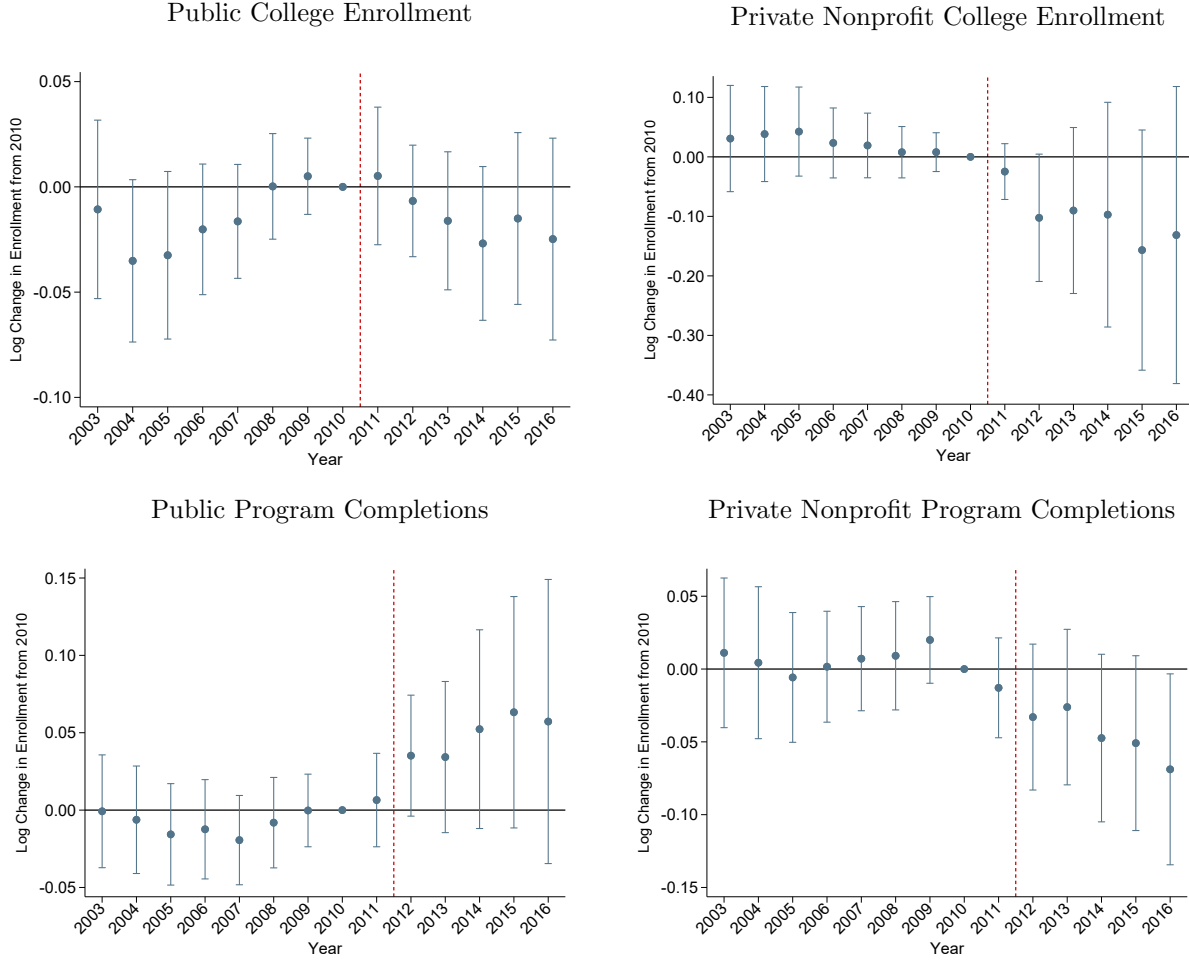 Public College Enrollment
Log Change in Enrollment from 2010
0.05
0.00
-0.05
-0.10
2003 2004 2005 2006 2007 2008 2009 2010 2011 2012 2013 2014 2015 2016
Year
Private Nonprofit College Enrollment
Log Change in Enrollment from 2010
0.10
0.00
-0.10
-0.20
-0.30
-0.40
2003 2004 2005 2006 2007 2008 2009 2010 2011 2012 2013 2014 2015 2016
Year
Public Program Completions
Log Change in Enrollment from 2010
0.15
0.10
0.05
0.00
-0.05
2003 2004 2005 2006 2007 2008 2009 2010 2011 2012 2013 2014 2015 2016
Year
Private Nonprofit Program Completions
Log Change in Enrollment from 2010
0.05
0.00
-0.05
-0.10
-0.15
2003 2004 2005 2006 2007 2008 2009 2010 2011 2012 2013 2014 2015 2016
Year